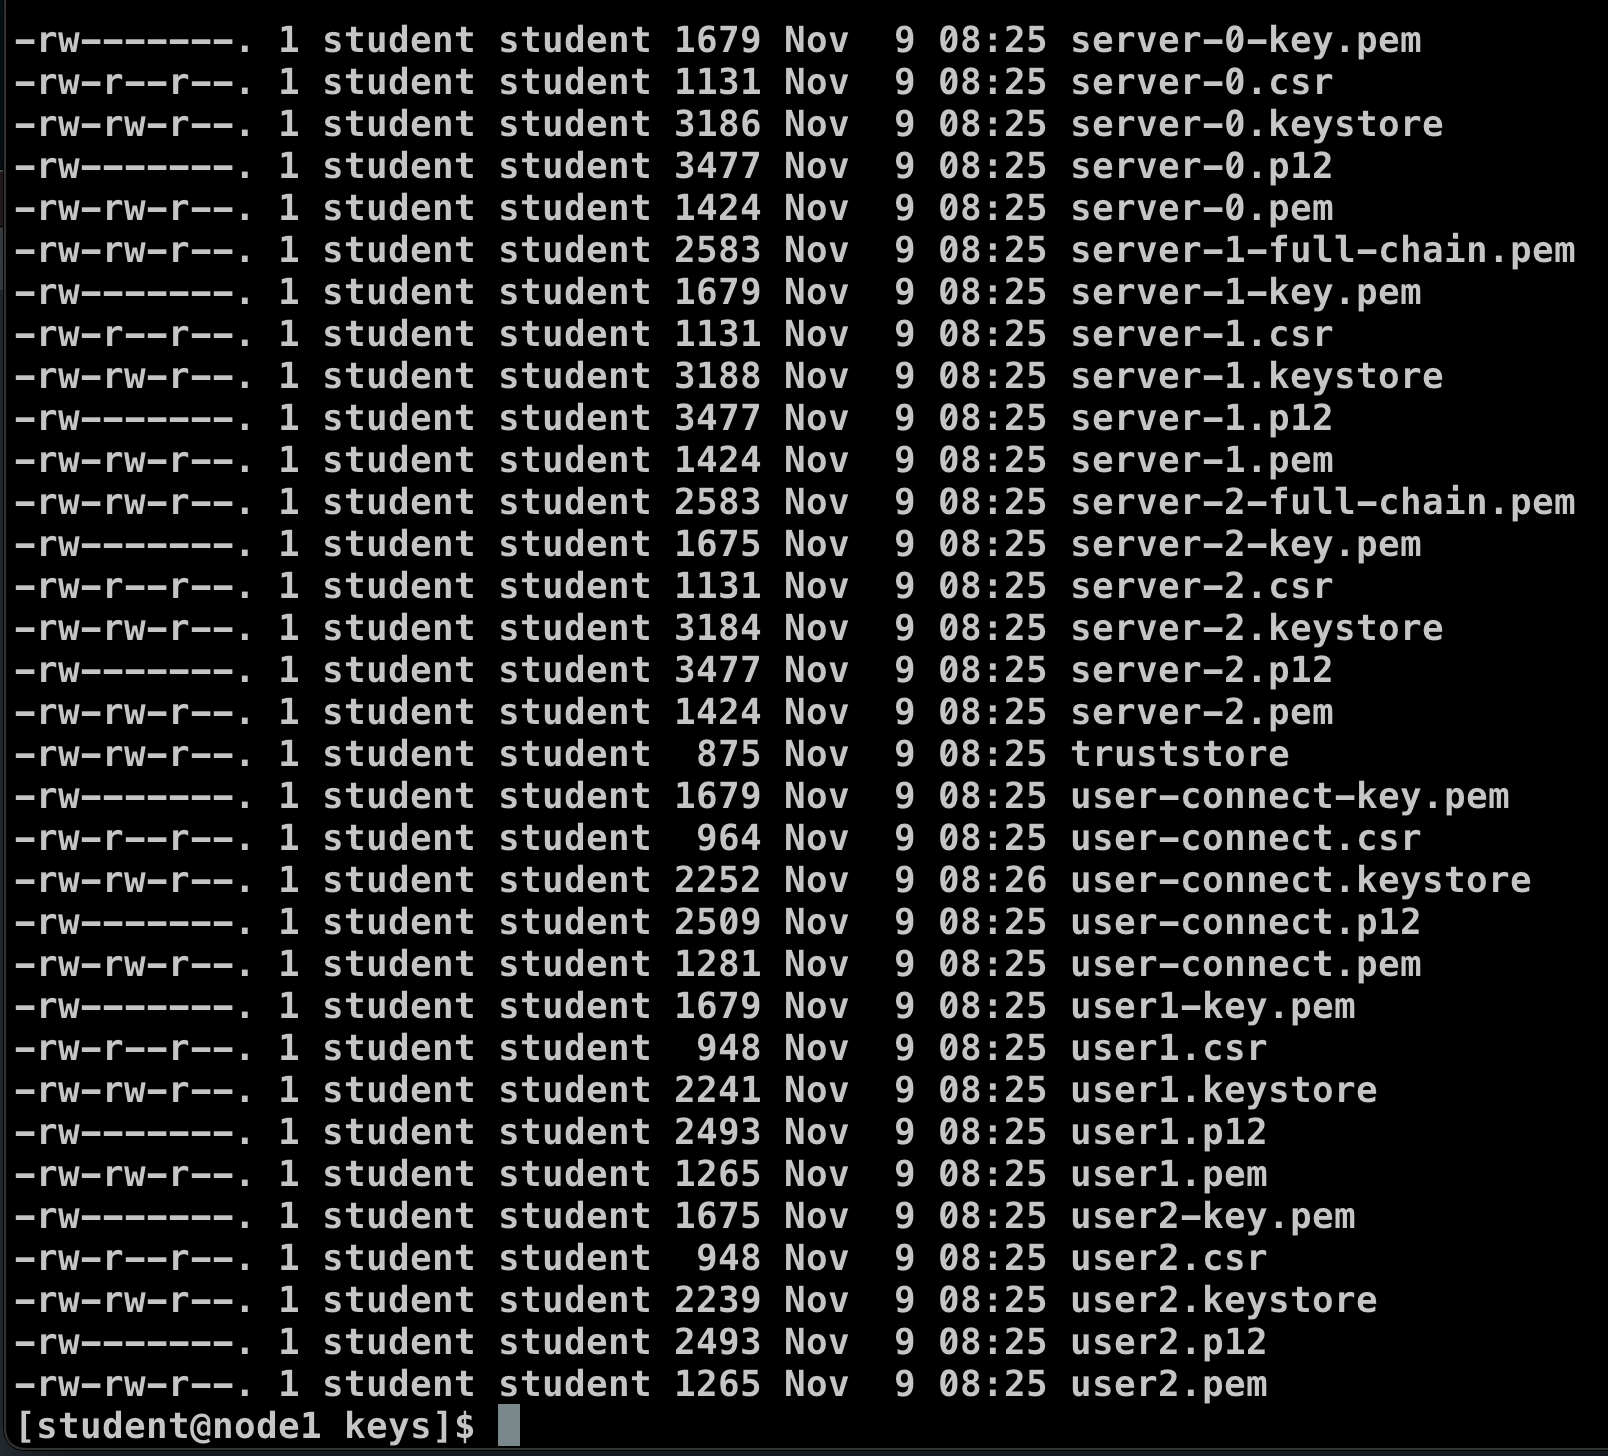 -rw-------. 1 student student 1679 Nov  9 08:25 server-0-key.pem
-rw-r--r--. 1 student student 1131 Nov  9 08:25 server-0.csr
-rw-rw-r--. 1 student student 3186 Nov  9 08:25 server-0.keystore
-rw-------. 1 student student 3477 Nov  9 08:25 server-0.p12
-rw-rw-r--. 1 student student 1424 Nov  9 08:25 server-0.pem
-rw-rw-r--. 1 student student 2583 Nov  9 08:25 server-1-full-chain.pem
-rw-------. 1 student student 1679 Nov  9 08:25 server-1-key.pem
-rw-r--r--. 1 student student 1131 Nov  9 08:25 server-1.csr
-rw-rw-r--. 1 student student 3188 Nov  9 08:25 server-1.keystore
-rw-------. 1 student student 3477 Nov  9 08:25 server-1.p12
-rw-rw-r--. 1 student student 1424 Nov  9 08:25 server-1.pem
-rw-rw-r--. 1 student student 2583 Nov  9 08:25 server-2-full-chain.pem
-rw-------. 1 student student 1675 Nov  9 08:25 server-2-key.pem
-rw-r--r--. 1 student student 1131 Nov  9 08:25 server-2.csr
-rw-rw-r--. 1 student student 3184 Nov  9 08:25 server-2.keystore
-rw-------. 1 student student 3477 Nov  9 08:25 server-2.p12
-rw-rw-r--. 1 student student 1424 Nov  9 08:25 server-2.pem
-rw-rw-r--. 1 student student  875 Nov  9 08:25 truststore
-rw-------. 1 student student 1679 Nov  9 08:25 user-connect-key.pem
-rw-r--r--. 1 student student  964 Nov  9 08:25 user-connect.csr
-rw-rw-r--. 1 student student 2252 Nov  9 08:26 user-connect.keystore
-rw-------. 1 student student 2509 Nov  9 08:25 user-connect.p12
-rw-rw-r--. 1 student student 1281 Nov  9 08:25 user-connect.pem
-rw-------. 1 student student 1679 Nov  9 08:25 user1-key.pem
-rw-r--r--. 1 student student  948 Nov  9 08:25 user1.csr
-rw-rw-r--. 1 student student 2241 Nov  9 08:25 user1.keystore
-rw-------. 1 student student 2493 Nov  9 08:25 user1.p12
-rw-rw-r--. 1 student student 1265 Nov  9 08:25 user1.pem
-rw-------. 1 student student 1675 Nov  9 08:25 user2-key.pem
-rw-r--r--. 1 student student  948 Nov  9 08:25 user2.csr
-rw-rw-r--. 1 student student 2239 Nov  9 08:25 user2.keystore
-rw-------. 1 student student 2493 Nov  9 08:25 user2.p12
-rw-rw-r--. 1 student student 1265 Nov  9 08:25 user2.pem
[student@node1 keys]$